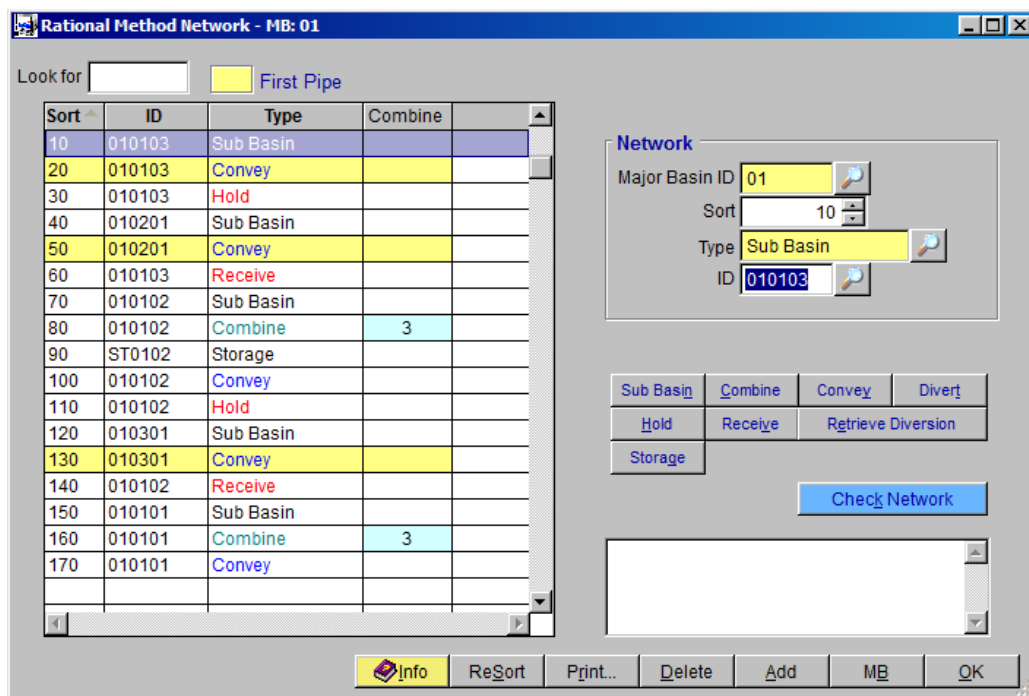 Rational Method Network - MB: 01
Look for
First Pipe
Sort ID Type Combine
10 010103 Sub Basin
20 010103 Convey
30 010103 Hold
40 010201 Sub Basin
50 010201 Convey
60 010103 Receive
70 010102 Sub Basin
80 010102 Combine 3
90 ST0102 Storage
100 010102 Convey
110 010102 Hold
120 010301 Sub Basin
130 010301 Convey
140 010102 Receive
150 010101 Sub Basin
160 010101 Combine 3
170 010101 Convey
Network
Major Basin ID 01
Sort 10
Type Sub Basin
ID 010103
Sub Basin Combine Convey Divert
Hold Receive Retrieve Diversion
Storage
Check Network
Info ReSort Print... Delete Add MB OK